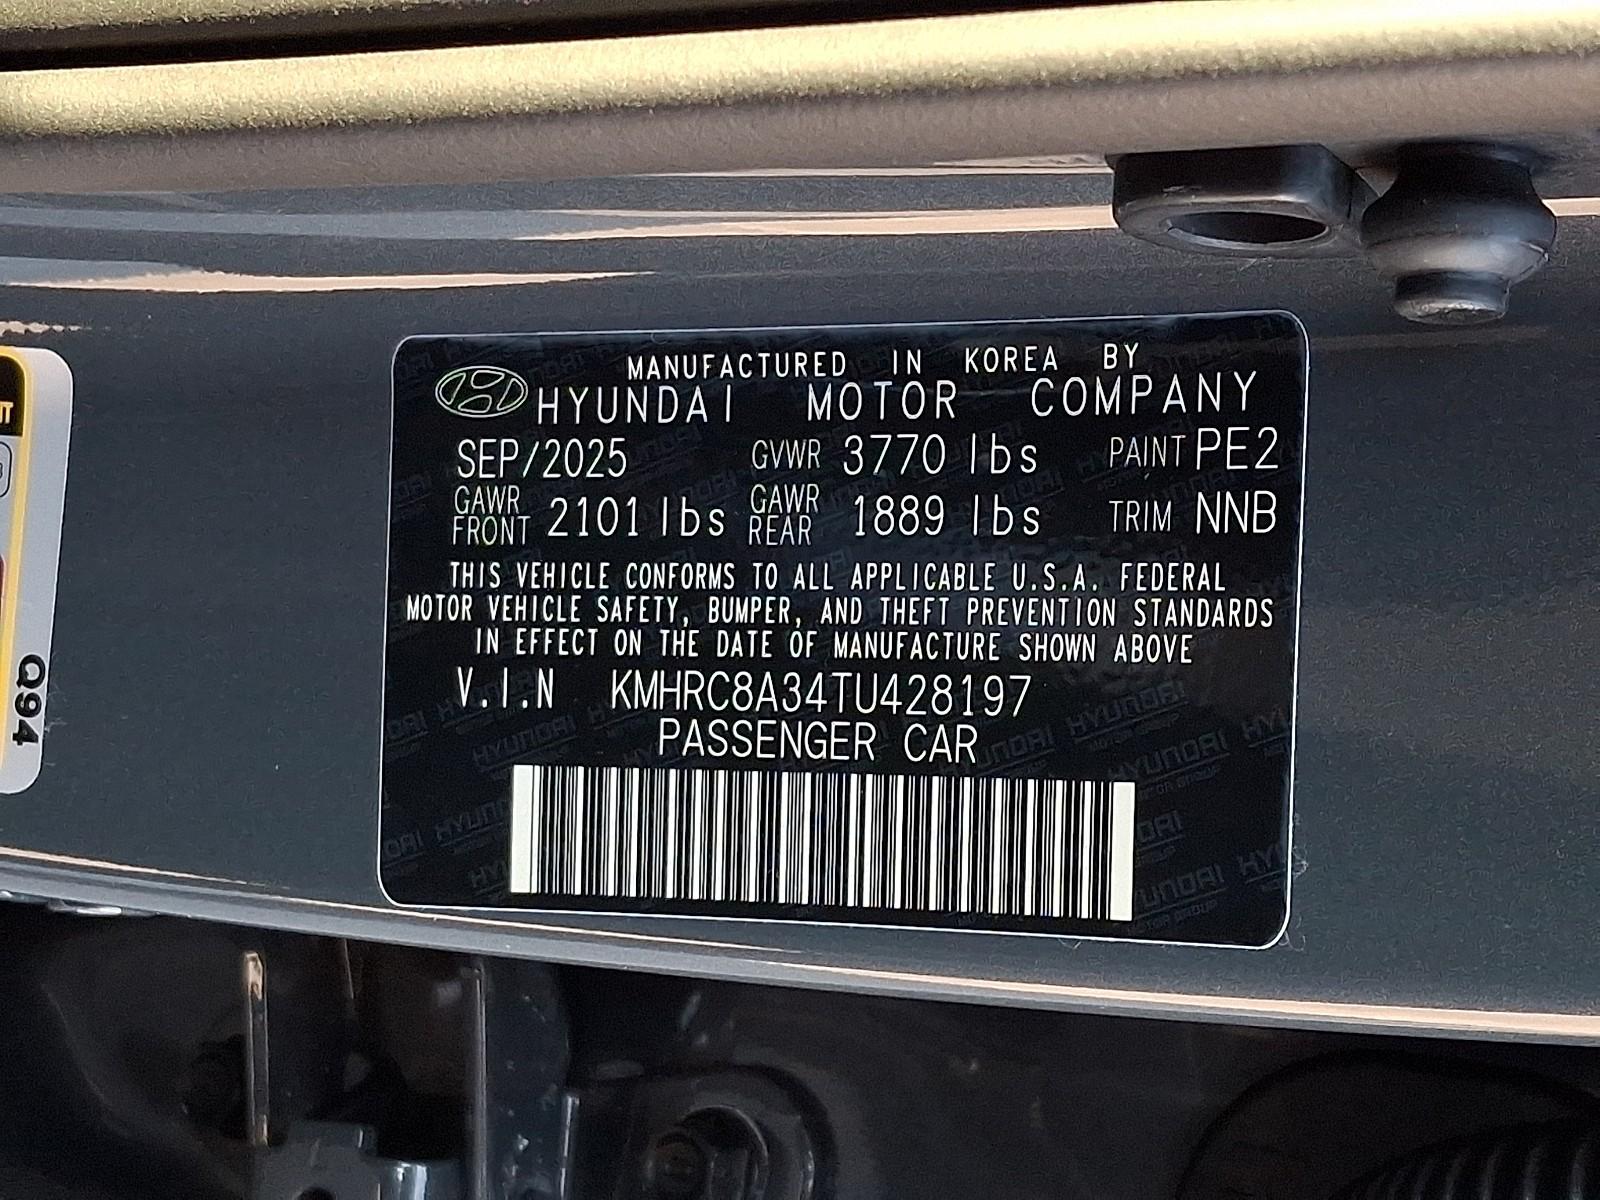 MANUFACTURED IN KOREA BY
HYUNDAI MOTOR COMPANY
SEP/2025 GVWR 3770 lbs PAINT PE2
GAWR FRONT 2101 lbs GAWR REAR 1889 lbs TRIM NNB
THIS VEHICLE CONFORMS TO ALL APPLICABLE U.S.A. FEDERAL
MOTOR VEHICLE SAFETY, BUMPER, AND THEFT PREVENTION STANDARDS
IN EFFECT ON THE DATE OF MANUFACTURE SHOWN ABOVE
V.I.N KMHRC8A34TU428197
PASSENGER CAR
Q94